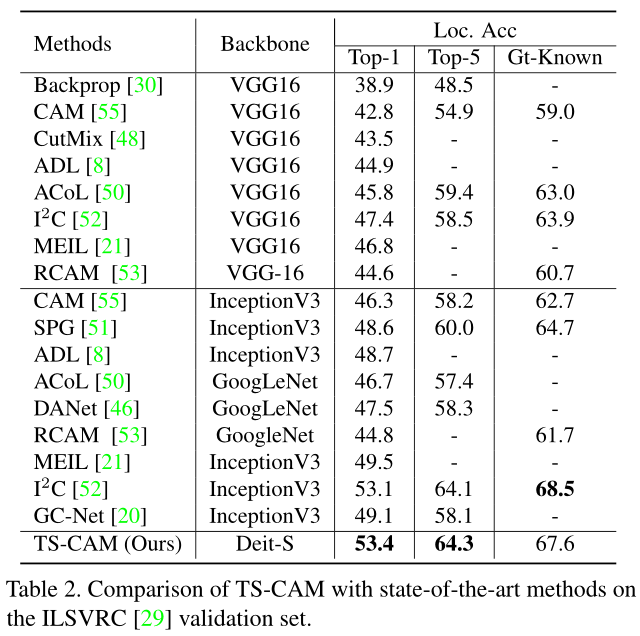 Methods Backbone Loc. Acc
Top-1 Top-5 Gt-Known
Backprop [30] VGG16 38.9 48.5 -
CAM [55] VGG16 42.8 54.9 59.0
CutMix [48] VGG16 43.5 - -
ADL [8] VGG16 44.9 - -
ACoL [50] VGG16 45.8 59.4 63.0
I²C [52] VGG16 47.4 58.5 63.9
MEIL [21] VGG16 46.8 - -
RCAM [53] VGG-16 44.6 - 60.7
CAM [55] InceptionV3 46.3 58.2 62.7
SPG [51] InceptionV3 48.6 60.0 64.7
ADL [8] InceptionV3 48.7 - -
ACoL [50] GoogLeNet 46.7 57.4 -
DANet [46] GoogLeNet 47.5 58.3 -
RCAM [53] GoogleNet 44.8 - 61.7
MEIL [21] InceptionV3 49.5 - -
I²C [52] InceptionV3 53.1 64.1 68.5
GC-Net [20] InceptionV3 49.1 58.1 -
TS-CAM (Ours) Deit-S 53.4 64.3 67.6
Table 2. Comparison of TS-CAM with state-of-the-art methods on
the ILSVRC [29] validation set.